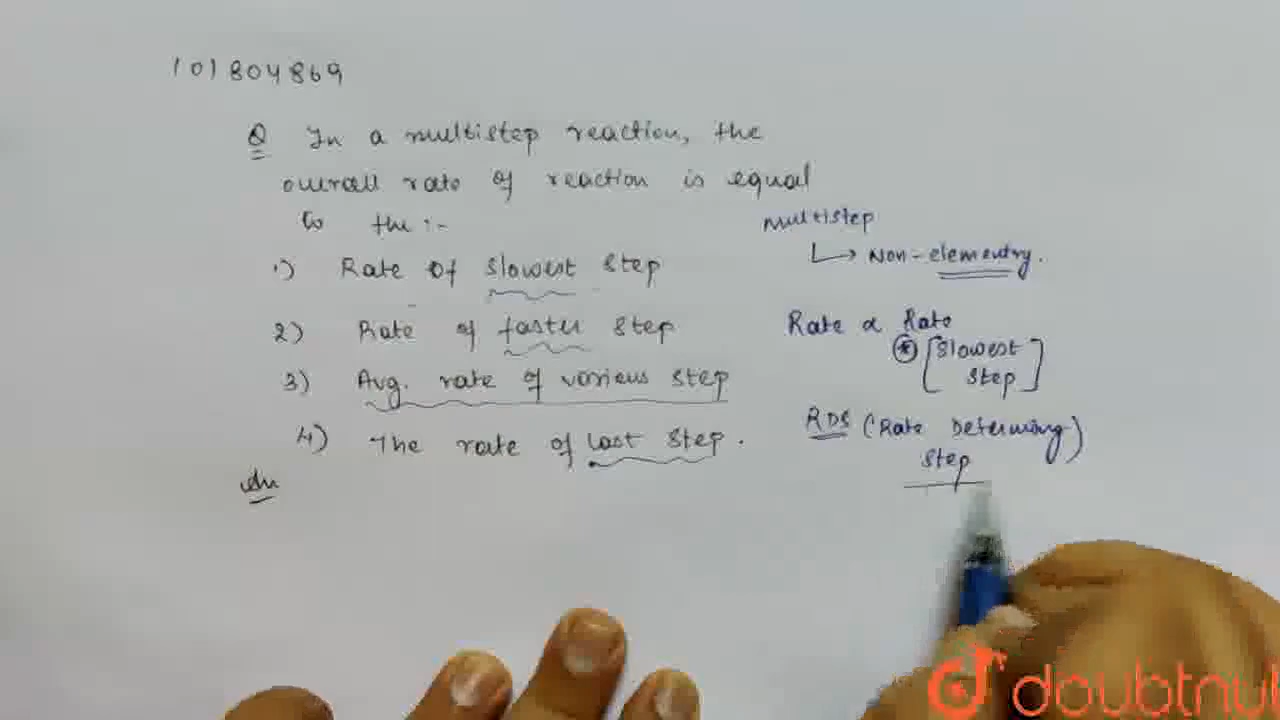 101804869
Q In a multistep reaction, the
overall rate of reaction is equal
to the :-
1) Rate of slowest step
2) Rate of faster step
3) Avg. rate of various step
4) The rate of last step.
Ans
multistep
↳ Non-elementry.
Rate ∝ Rate
* [slowest
step]
RDS (Rate Determing)
step
doubtnut